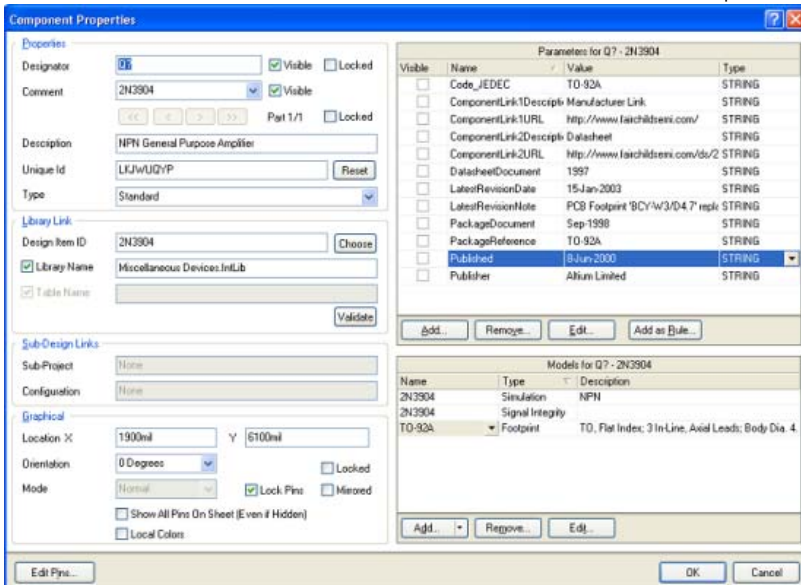 Component Properties
Properties
Designator Q? Visible Locked
Comment 2N3904 Visible
<< < > >> Part 1/1 Locked
Description NPN General Purpose Amplifier
Unique Id LKJWUQYP Reset
Type Standard
Library Link
Design Item ID 2N3904 Choose
Library Name Miscellaneous Devices.IntLib
Table Name
Validate
Sub-Design Links
Sub-Project None
Configuration None
Graphical
Location X 1900mil Y 6100mil
Orientation 0 Degrees Locked
Mode Normal Lock Pins Mirrored
Show All Pins On Sheet (Even if Hidden)
Local Colors
Parameters for Q? - 2N3904
Visible Name Value Type
Code_JEDEC TO-92A STRING
ComponentLink1Descripti Manufacturer Link STRING
ComponentLink1URL http://www.fairchildsemi.com/ STRING
ComponentLink2Descripti Datasheet STRING
ComponentLink2URL http://www.fairchildsemi.com/ds/2 STRING
DatasheetDocument 1997 STRING
LatestRevisionDate 15-Jan-2003 STRING
LatestRevisionNote PCB Footprint 'BCY-W3/D4.7' repla STRING
PackageDocument Sep-1998 STRING
PackageReference TO-92A STRING
Published 8-Jun-2000 STRING
Publisher Altium Limited STRING
Add... Remove... Edit... Add as Rule...
Models for Q? - 2N3904
Name Type Description
2N3904 Simulation NPN
2N3904 Signal Integrity
TO-92A Footprint TO, Flat Index; 3 In-Line, Axial Leads; Body Dia. 4.
Add... Remove... Edit...
Edit Pins... OK Cancel